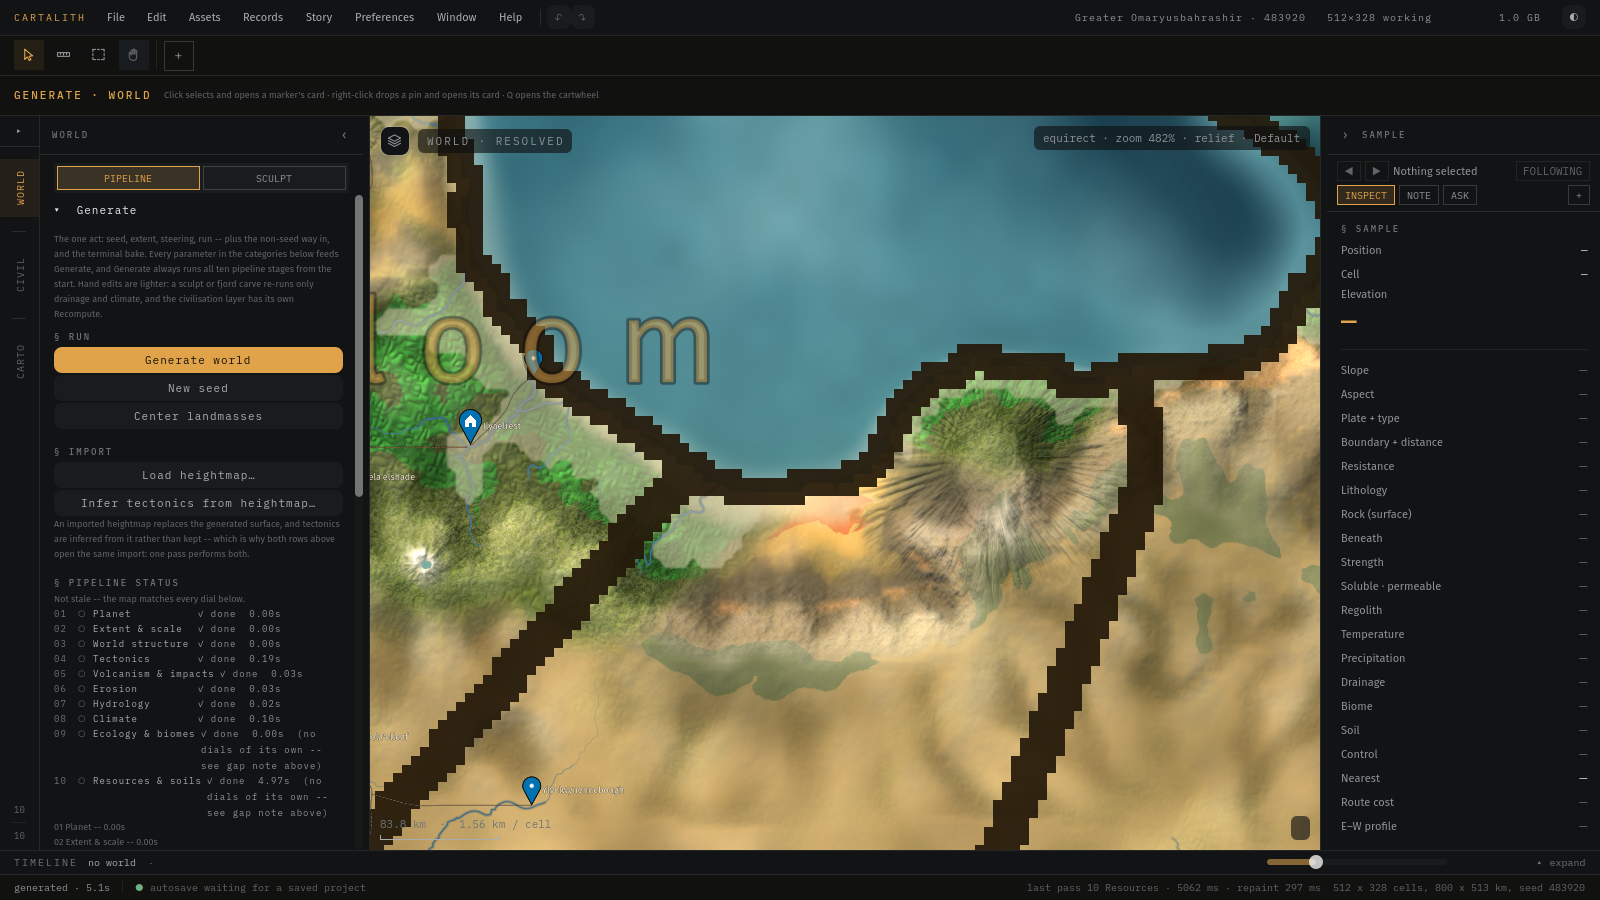 CARTALITH File Edit Assets Records Story Preferences Window Help
Greater Omaryusbahrashir · 483920 512×328 working 1.0 GB
GENERATE · WORLD Click selects and opens a marker's card · right-click drops a pin and opens its card · Q opens the cartwheel
WORLD
CIVIL
CARTO
10
10
WORLD
PIPELINE SCULPT
Generate
The one act: seed, extent, steering, run -- plus the non-seed way in,
and the terminal bake. Every parameter in the categories below feeds
Generate, and Generate always runs all ten pipeline stages from the
start. Hand edits are lighter: a sculpt or fjord carve re-runs only
drainage and climate, and the civilisation layer has its own
Recompute.
§ RUN
Generate world
New seed
Center landmasses
§ IMPORT
Load heightmap…
Infer tectonics from heightmap…
An imported heightmap replaces the generated surface, and tectonics
are inferred from it rather than kept -- which is why both rows above
open the same import: one pass performs both.
§ PIPELINE STATUS
Not stale -- the map matches every dial below.
01 Planet √ done 0.00s
02 Extent & scale √ done 0.00s
03 World structure √ done 0.00s
04 Tectonics √ done 0.19s
05 Volcanism & impacts √ done 0.03s
06 Erosion √ done 0.03s
07 Hydrology √ done 0.02s
08 Climate √ done 0.10s
09 Ecology & biomes √ done 0.00s (no
dials of its own --
see gap note above)
10 Resources & soils √ done 4.97s (no
dials of its own --
see gap note above)
01 Planet -- 0.00s
02 Extent & scale -- 0.00s
WORLD · RESOLVED
equirect · zoom 482% · relief · Default
loom
83.8 km · 1.56 km / cell
SAMPLE
Nothing selected FOLLOWING
INSPECT NOTE ASK +
§ SAMPLE
Position —
Cell —
Elevation
—
Slope —
Aspect —
Plate + type —
Boundary + distance —
Resistance —
Lithology —
Rock (surface) —
Beneath —
Strength —
Soluble · permeable —
Regolith —
Temperature —
Precipitation —
Drainage —
Biome —
Soil —
Control —
Nearest —
Route cost —
E–W profile —
TIMELINE no world · expand
generated · 5.1s autosave waiting for a saved project
last pass 10 Resources · 5062 ms · repaint 297 ms 512 x 328 cells, 800 x 513 km, seed 483920